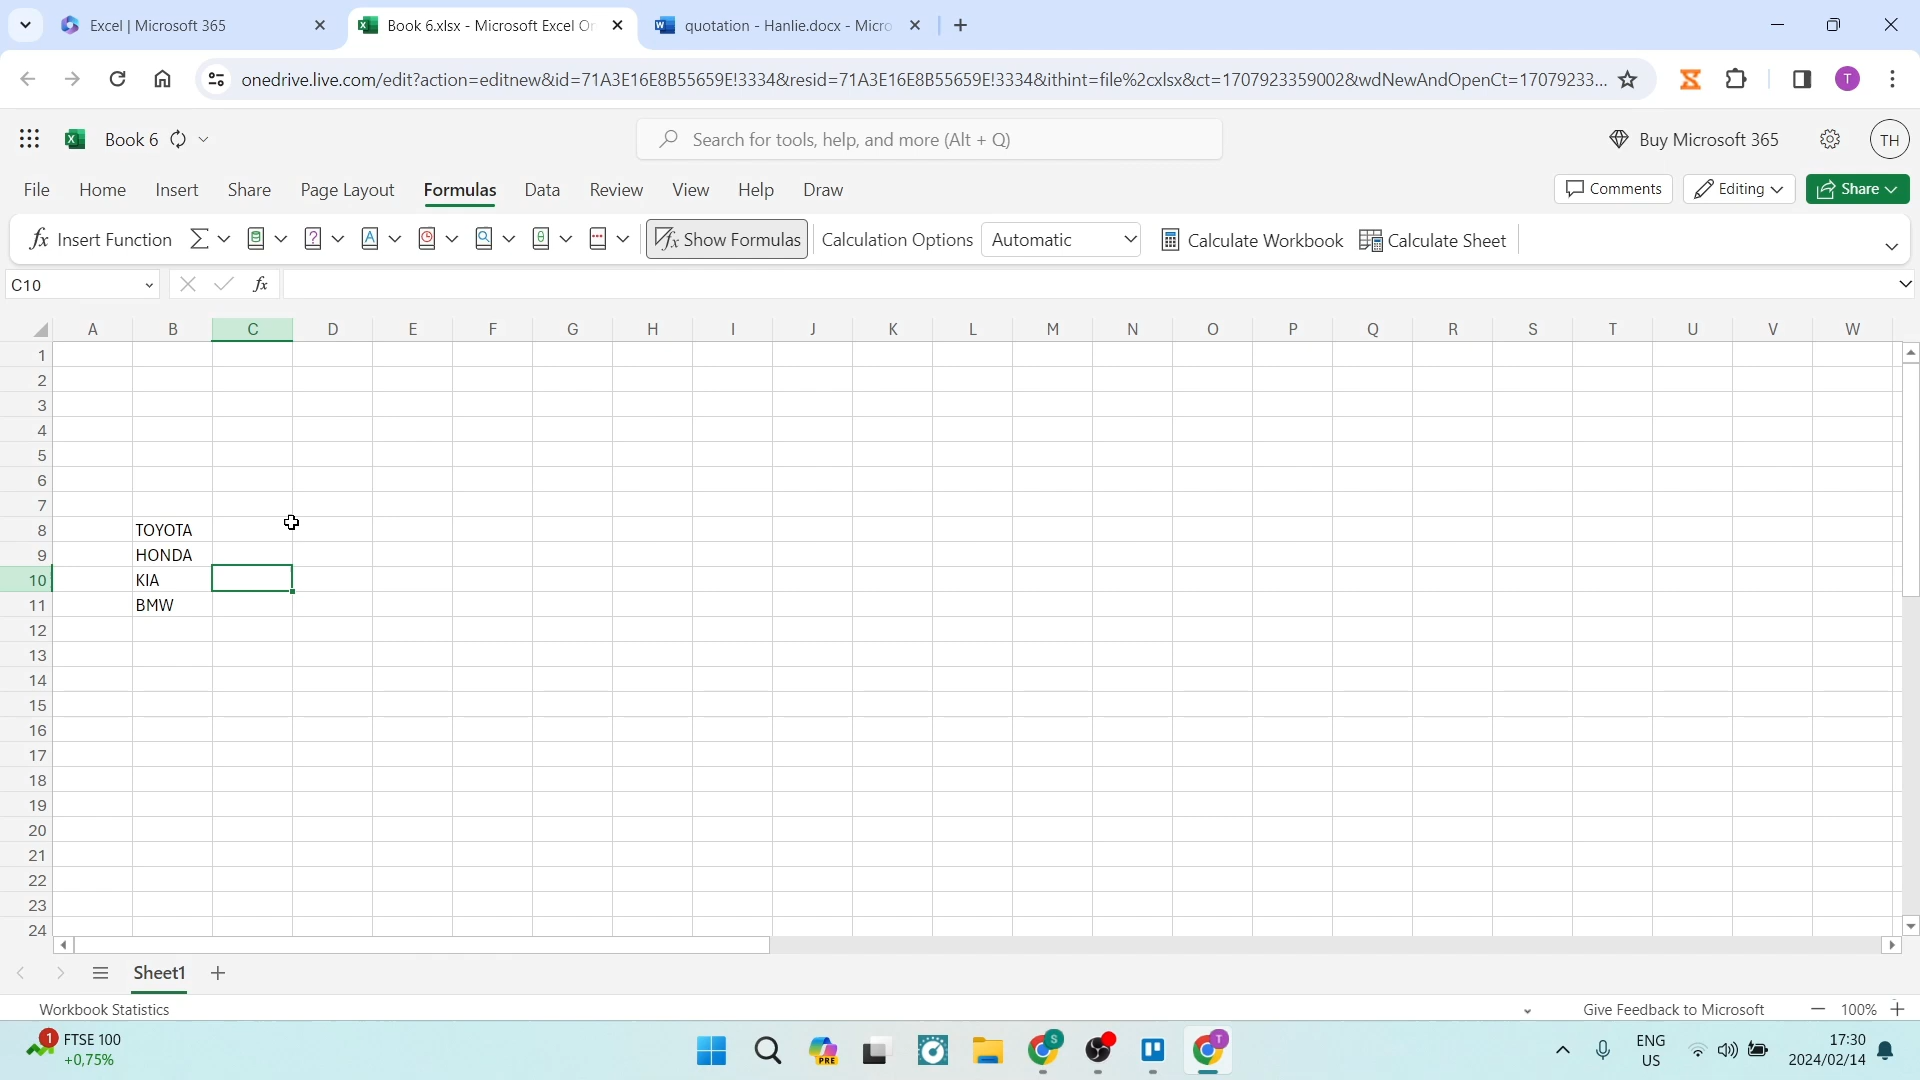 Excel | Microsoft 365
Book 6.xlsx - Microsoft Excel On
quotation - Hanlie.docx - Micro
onedrive.live.com/edit?action=editnew&id=71A3E16E8B55659E!3334&resid=71A3E16E8B55659E!3334&ithint=file%2cxlsx&ct=1707923359002&wdNewAndOpenCt=17079233...
T
Book 6
Search for tools, help, and more (Alt + Q)
Buy Microsoft 365
TH
File Home Insert Share Page Layout Formulas Data Review View Help Draw
Comments Editing Share
Insert Function Show Formulas Calculation Options Automatic Calculate Workbook Calculate Sheet
C10 fx
A B C D E F G H I J K L M N O P Q R S T U V W
1
2
3
4
5
6
7
8 TOYOTA
9 HONDA
10 KIA
11 BMW
12
13
14
15
16
17
18
19
20
21
22
23
24
Sheet1
Workbook Statistics
Give Feedback to Microsoft
100%
1 FTSE 100
+0,75%
PRE
S
T
ENG
US
17:30
2024/02/14